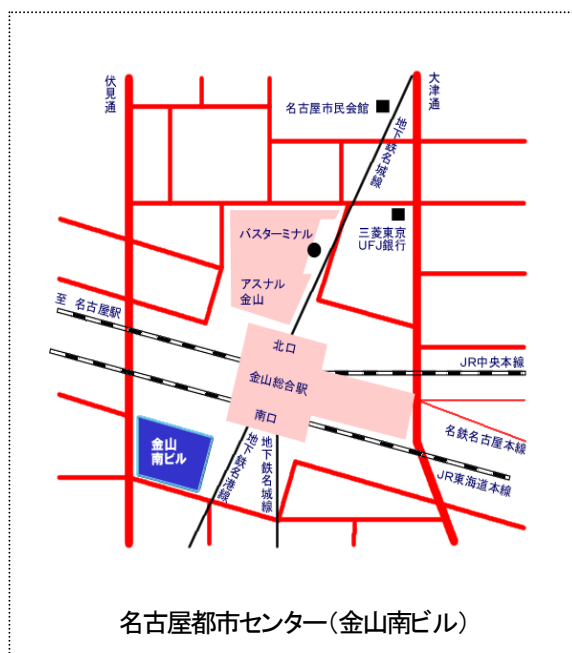 伏見通
大津通
名古屋市民会館
地下鉄名城線
バスターミナル
三菱東京
UFJ銀行
アスナル
金山
至 名古屋駅
北口
JR中央本線
金山総合駅
南口
名鉄名古屋本線
金山
南ビル
地下鉄名港線
地下鉄名城線
JR東海道本線
名古屋都市センター(金山南ビル)